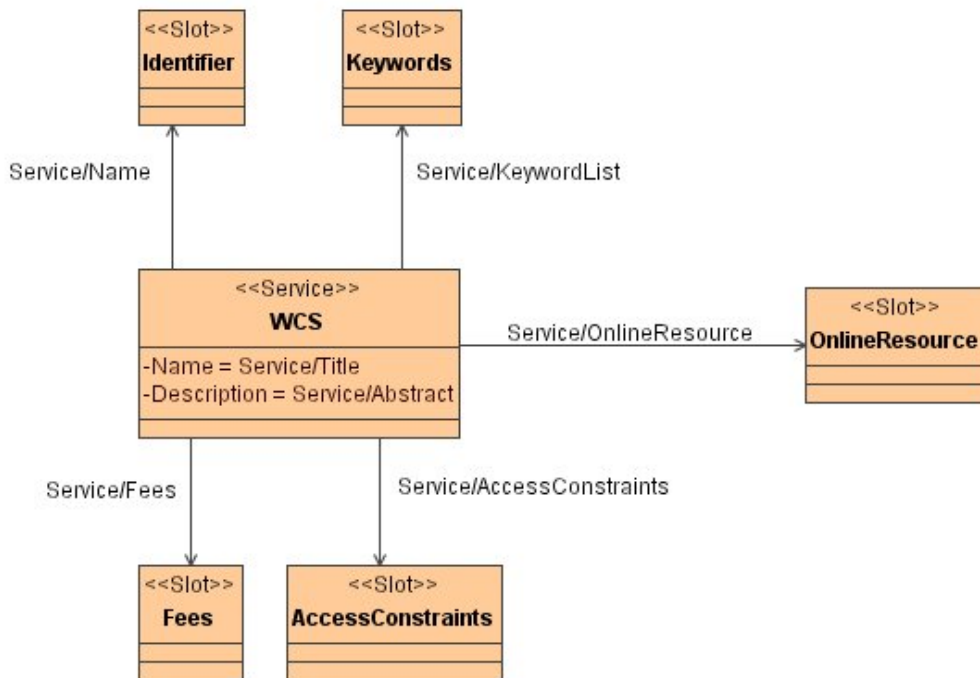 <<Slot>>
Identifier
<<Slot>>
Keywords
Service/Name
Service/KeywordList
<<Service>>
WCS
-Name = Service/Title
-Description = Service/Abstract
Service/OnlineResource
<<Slot>>
OnlineResource
Service/Fees
Service/AccessConstraints
<<Slot>>
Fees
<<Slot>>
AccessConstraints